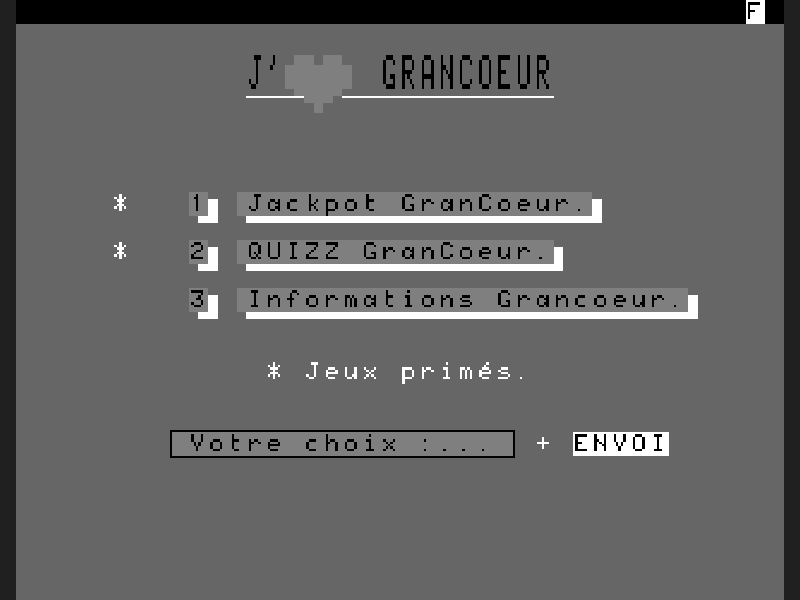 F
J'❤ GRANCOEUR
* 1 Jackpot GranCoeur.
* 2 QUIZZ GranCoeur.
3 Informations Grancoeur.
* Jeux primés.
Votre choix :... + ENVOI